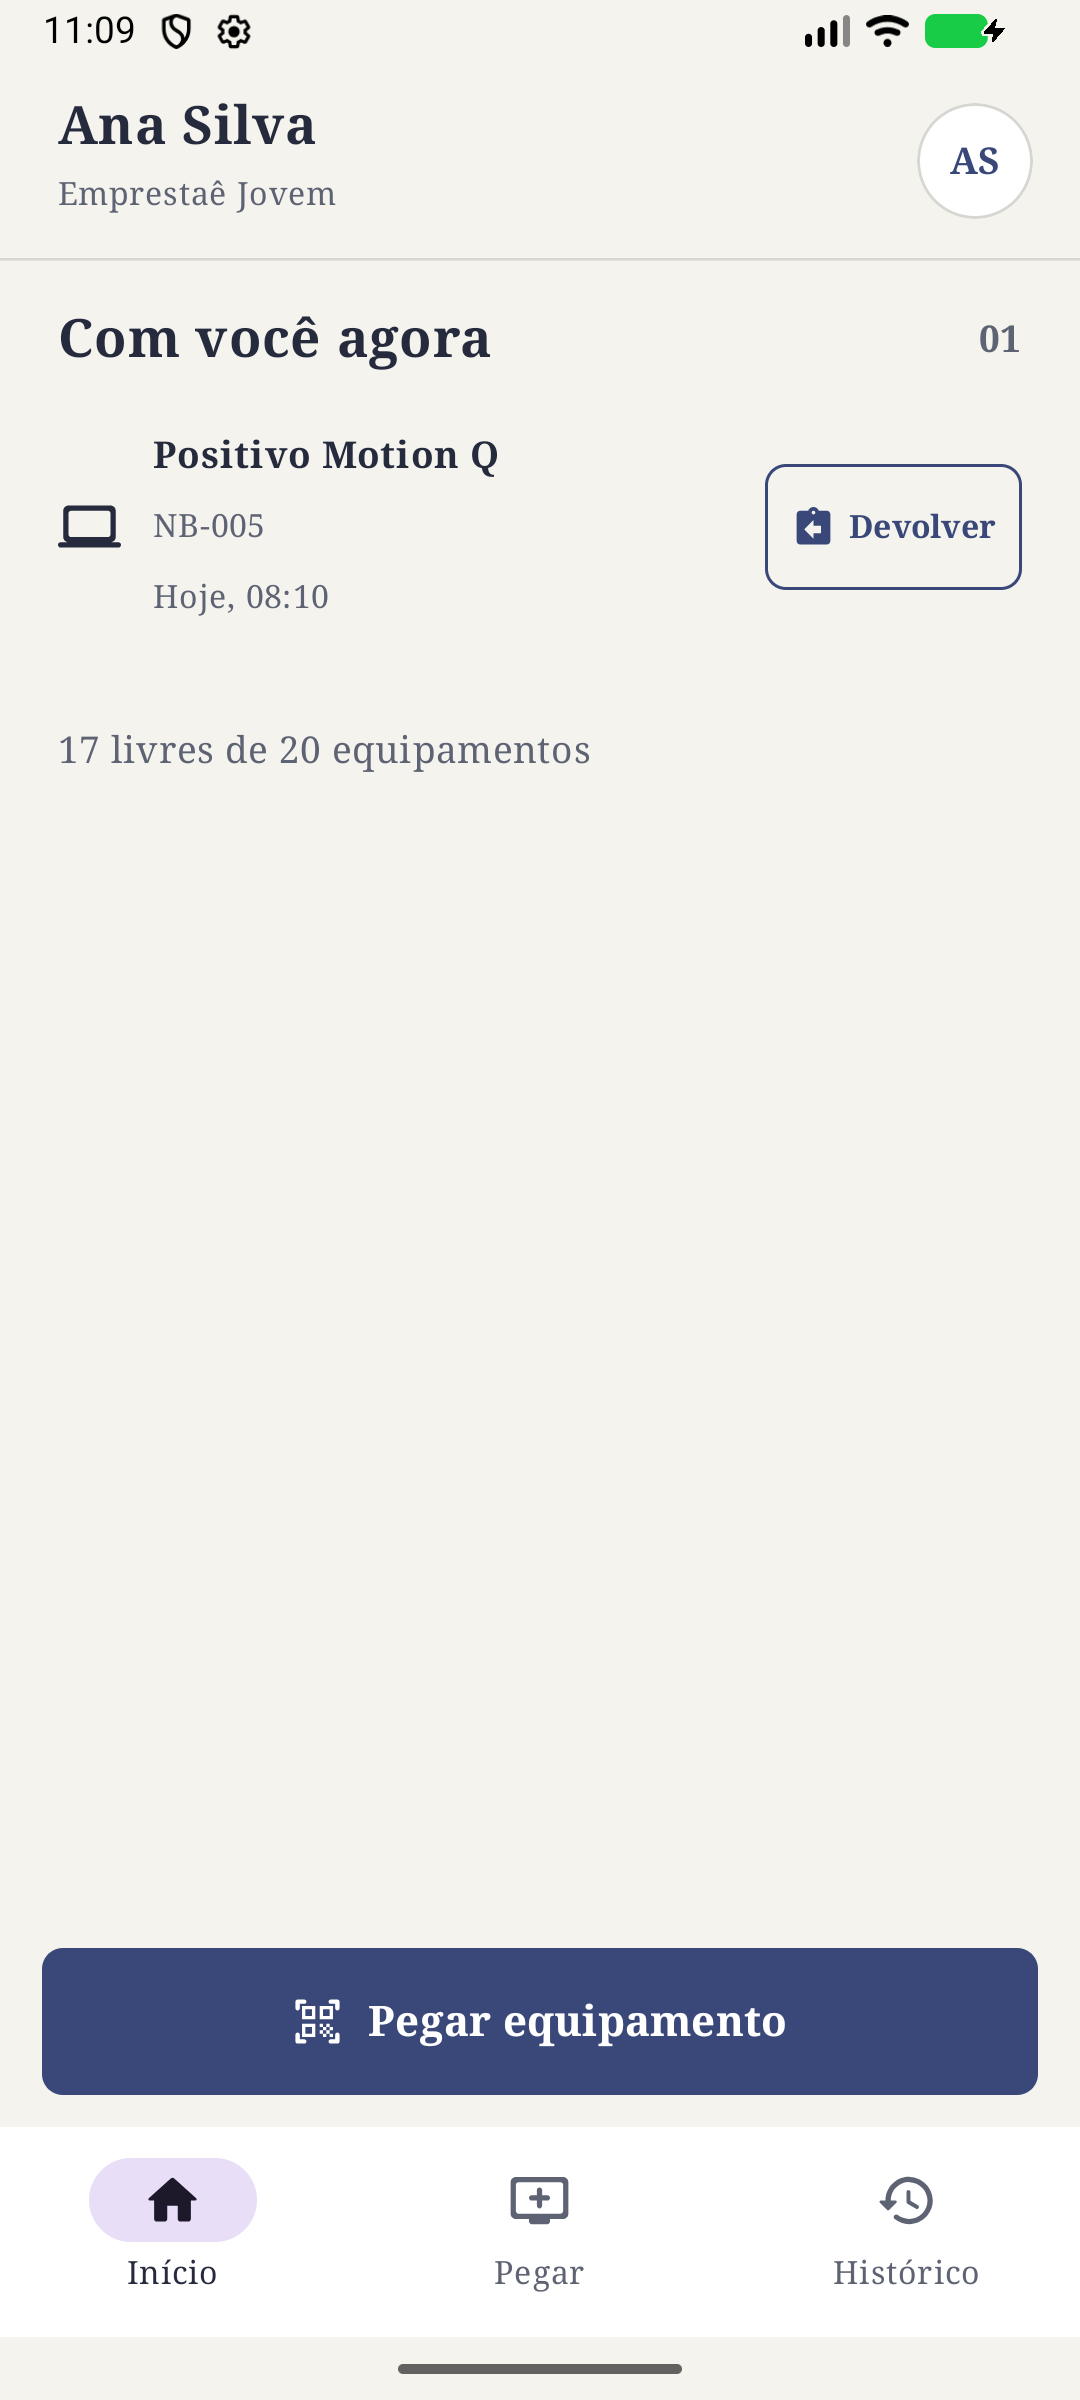 11:09
Ana Silva
Emprestaê Jovem
AS
Com você agora
01
Positivo Motion Q
NB-005
Hoje, 08:10
Devolver
17 livres de 20 equipamentos
Pegar equipamento
Início
Pegar
Histórico